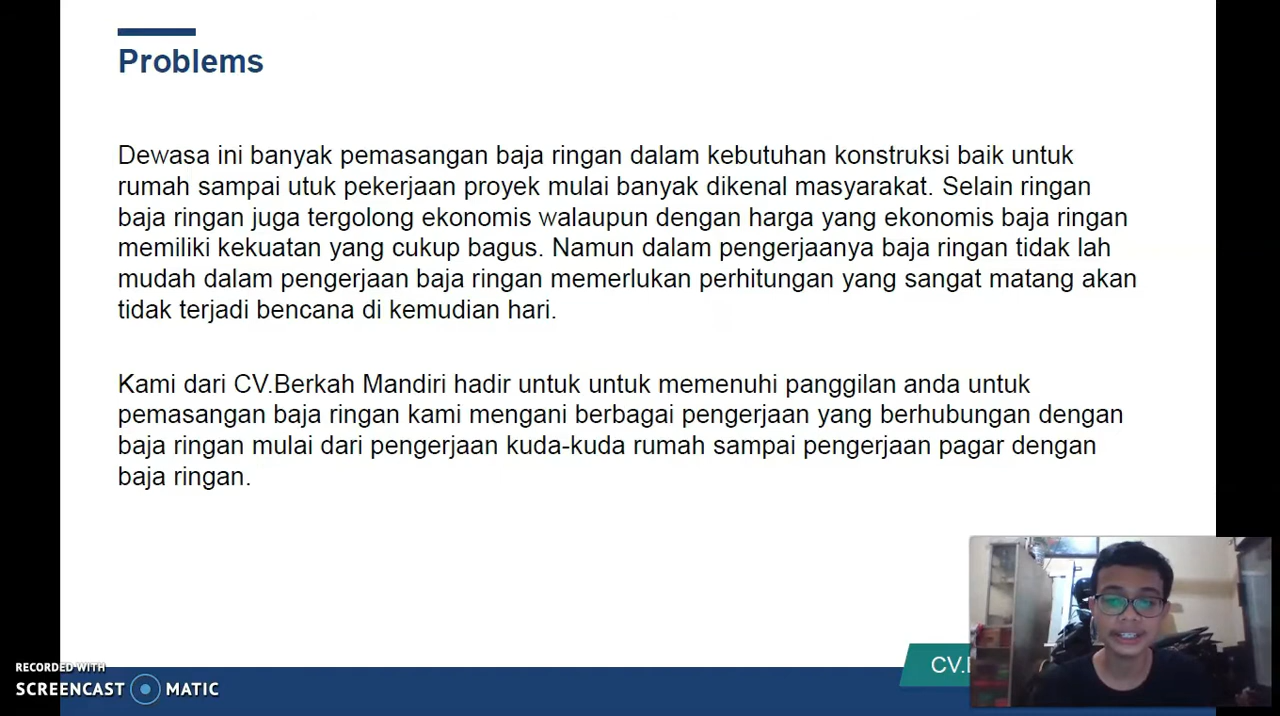 Problems
Dewasa ini banyak pemasangan baja ringan dalam kebutuhan konstruksi baik untuk
rumah sampai utuk pekerjaan proyek mulai banyak dikenal masyarakat. Selain ringan
baja ringan juga tergolong ekonomis walaupun dengan harga yang ekonomis baja ringan
memiliki kekuatan yang cukup bagus. Namun dalam pengerjaanya baja ringan tidak lah
mudah dalam pengerjaan baja ringan memerlukan perhitungan yang sangat matang akan
tidak terjadi bencana di kemudian hari.
Kami dari CV.Berkah Mandiri hadir untuk untuk memenuhi panggilan anda untuk
pemasangan baja ringan kami mengani berbagai pengerjaan yang berhubungan dengan
baja ringan mulai dari pengerjaan kuda-kuda rumah sampai pengerjaan pagar dengan
baja ringan.
CV.
RECORDED WITH
SCREENCAST MATIC